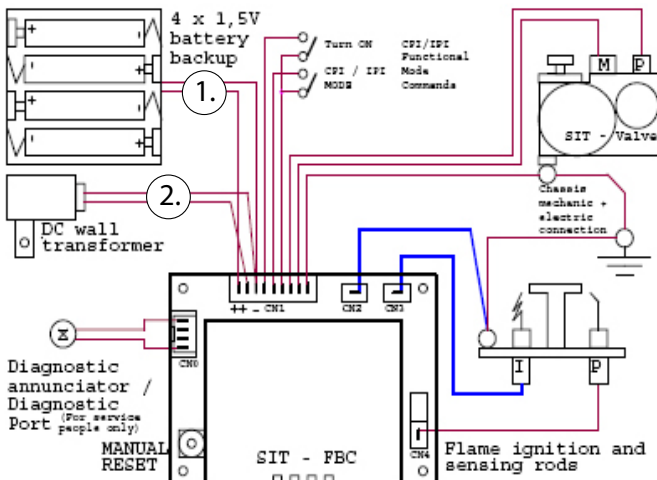 4 x 1,5V
battery
backup
1.
Turn ON
CPI / IPI
MODE
CPI/IPI
Functional
Mode
Commands
M P
SIT - Valve
Chassis
mechanic +
electric
connection
2.
DC wall
transformer
++ - CN1
CN2
CN3
CN0
Diagnostic
annunciator /
Diagnostic
Port (For service
people only)
MANUAL
RESET
SIT - FBC
CN4
I P
Flame ignition and
sensing rods